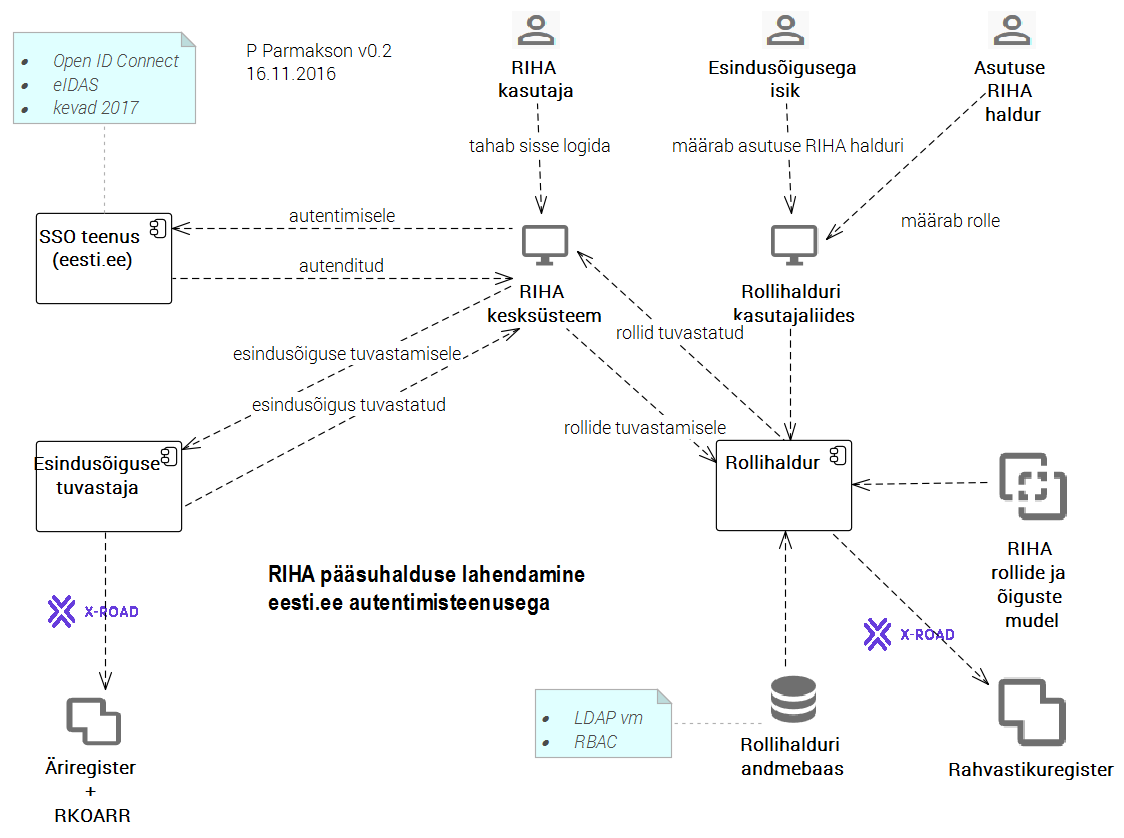 Open ID Connect
eIDAS
kevad 2017
P Parmakson v0.2
16.11.2016
RIHA
kasutaja
Esindusõigusega
isik
Asutuse
RIHA
haldur
tahab sisse logida
määrab asutuse RIHA halduri
määrab rolle
autentimisele
SSO teenus
(eesti.ee)
autenditud
RIHA
kesksüsteem
Rollihalduri
kasutajaliides
rollid tuvastatud
esindusõiguse tuvastamisele
esindusõigus tuvastatud
rollide tuvastamisele
Esindusõiguse
tuvastaja
Rollihaldur
RIHA
rollide ja
õiguste
mudel
RIHA pääsuhalduse lahendamine
eesti.ee autentimisteenusega
X-ROAD
X-ROAD
LDAP vm
RBAC
Rollihalduri
andmebaas
Äriregister
+
RKOARR
Rahvastikuregister